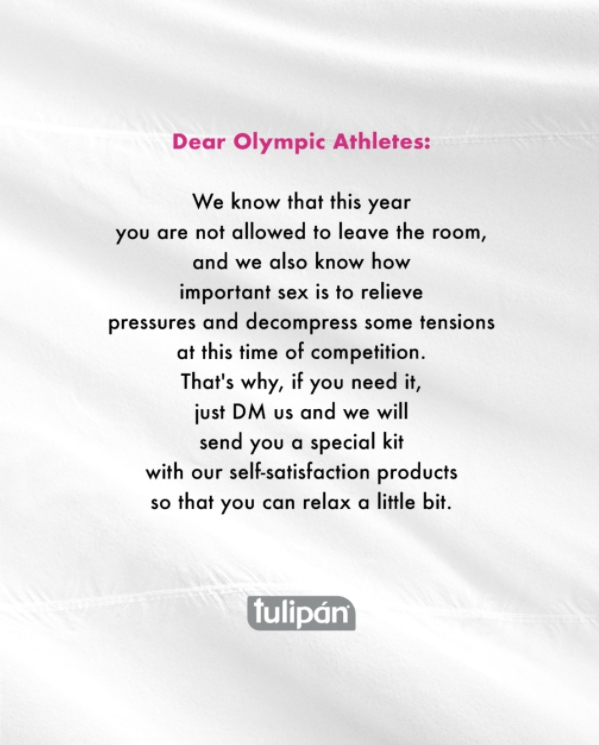 Dear Olympic Athletes:
We know that this year
you are not allowed to leave the room,
and we also know how
important sex is to relieve
pressures and decompress some tensions
at this time of competition.
That's why, if you need it,
just DM us and we will
send you a special kit
with our self-satisfaction products
so that you can relax a little bit.
tulipán